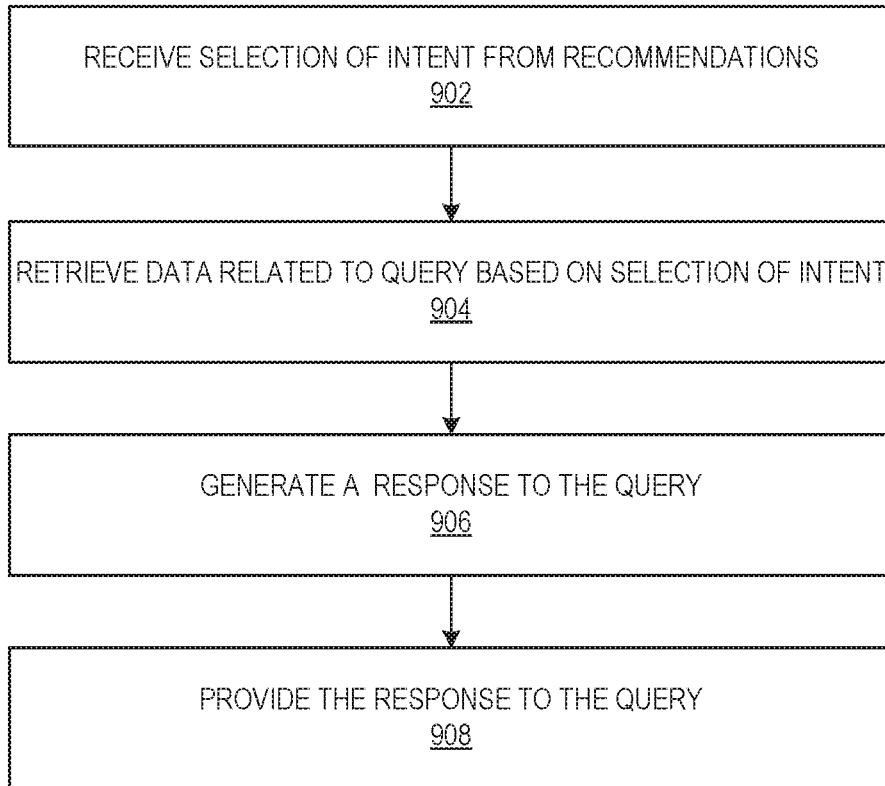 RECEIVE SELECTION OF INTENT FROM RECOMMENDATIONS
902
RETRIEVE DATA RELATED TO QUERY BASED ON SELECTION OF INTENT
904
GENERATE A RESPONSE TO THE QUERY
906
PROVIDE THE RESPONSE TO THE QUERY
908